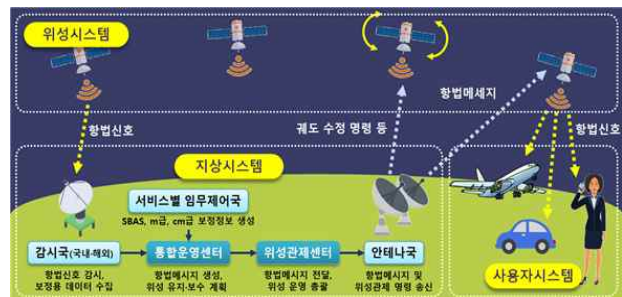 위성시스템
항법신호
궤도 수정 명령 등
항법메세지
항법신호
지상시스템
서비스별 임무제어국
SBAS, m급, cm급 보정정보 생성
감시국(국내·해외)
항법신호 감시,
보정용 데이터 수집
통합운영센터
항법메시지 생성,
위성 유지·보수 계획
위성관제센터
항법메시지 전달,
위성 운영 총괄
안테나국
항법메시지 및
위성관제 명령 송신
사용자시스템